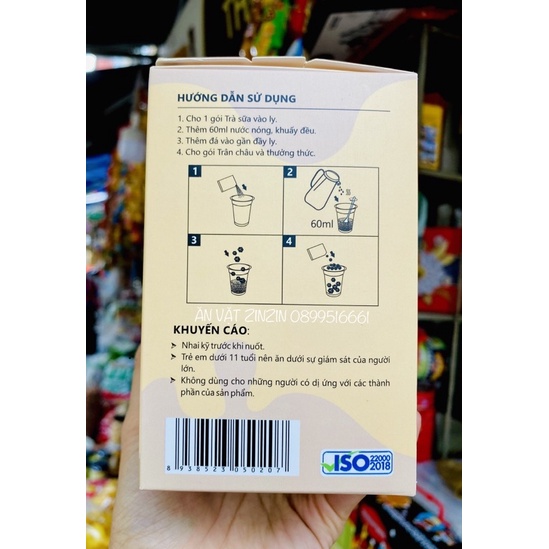 HƯỚNG DẪN SỬ DỤNG
1. Cho 1 gói Trà sữa vào ly.
2. Thêm 60ml nước nóng, khuấy đều.
3. Thêm đá vào gần đầy ly.
4. Cho gói Trân châu và thưởng thức.
1
2
60ml
3
4
ĂN VẶT ZINZIN 0899516661
KHUYẾN CÁO:
Nhai kỹ trước khi nuốt.
Trẻ em dưới 11 tuổi nên ăn dưới sự giám sát của người
lớn.
Không dùng cho những người có dị ứng với các thành
phần của sản phẩm.
8 938523 050207
ISO 22000
2018